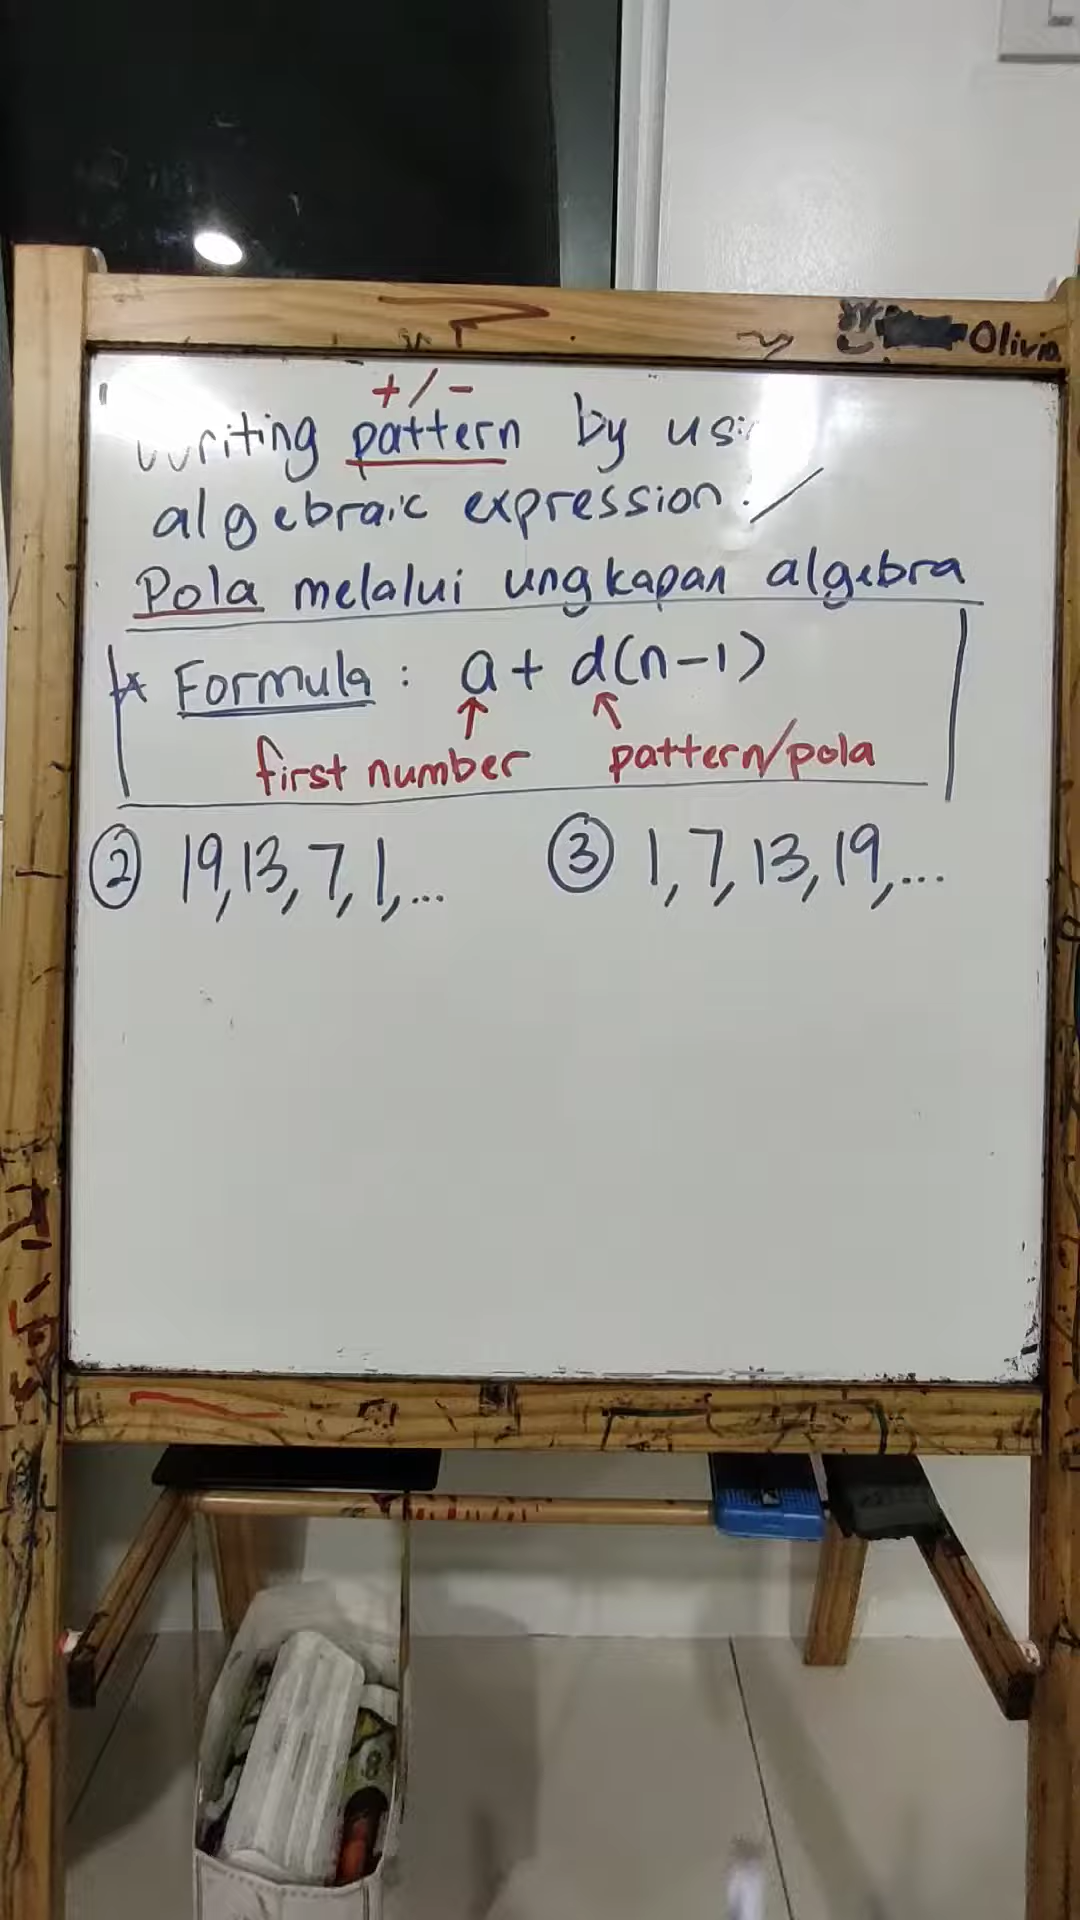 Olivia
+/-
writing pattern by
algebraic expression.
Pola melalui ungkapan algebra
* Formula: a + d(n-1)
first number pattern/pola
② 19, 13, 7, 1, ...
③ 1, 7, 13, 19, ...